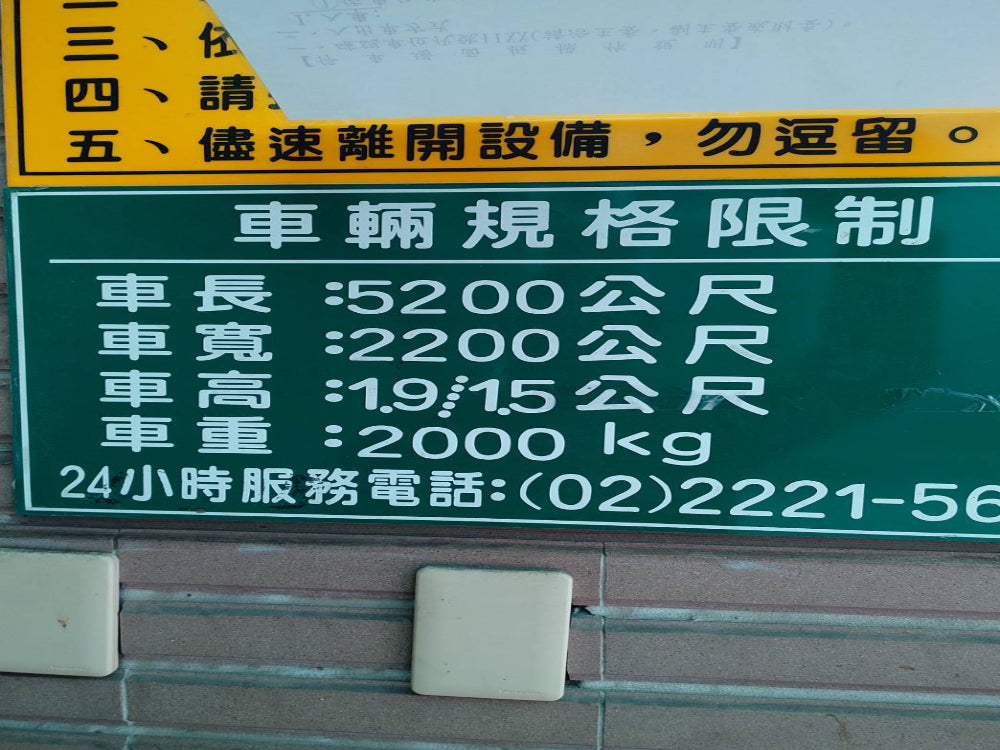 三、依
四、請
五、儘速離開設備，勿逗留。
車輛規格限制
車長：5200公尺
車寬：2200公尺
車高：1.9/1.5公尺
車重：2000kg
24小時服務電話：(02)2221-56